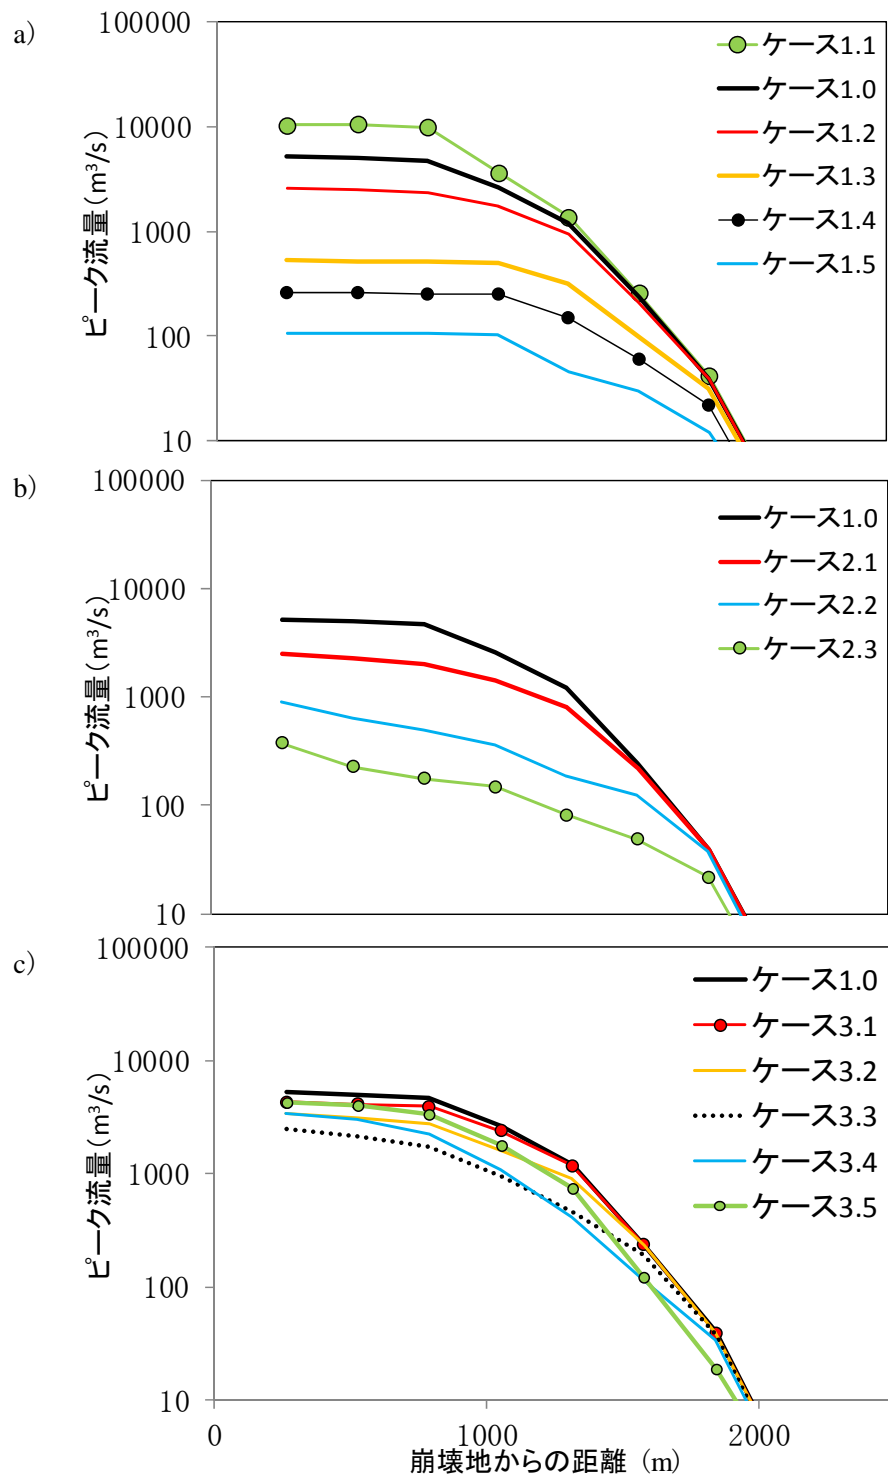 a)
100000
10000
1000
100
10
ピーク流量(m³/s)
ケース1.1
ケース1.0
ケース1.2
ケース1.3
ケース1.4
ケース1.5
b)
100000
10000
1000
100
10
ピーク流量(m³/s)
ケース1.0
ケース2.1
ケース2.2
ケース2.3
c)
100000
10000
1000
100
10
ピーク流量(m³/s)
ケース1.0
ケース3.1
ケース3.2
ケース3.3
ケース3.4
ケース3.5
0 1000 2000
崩壊地からの距離 (m)